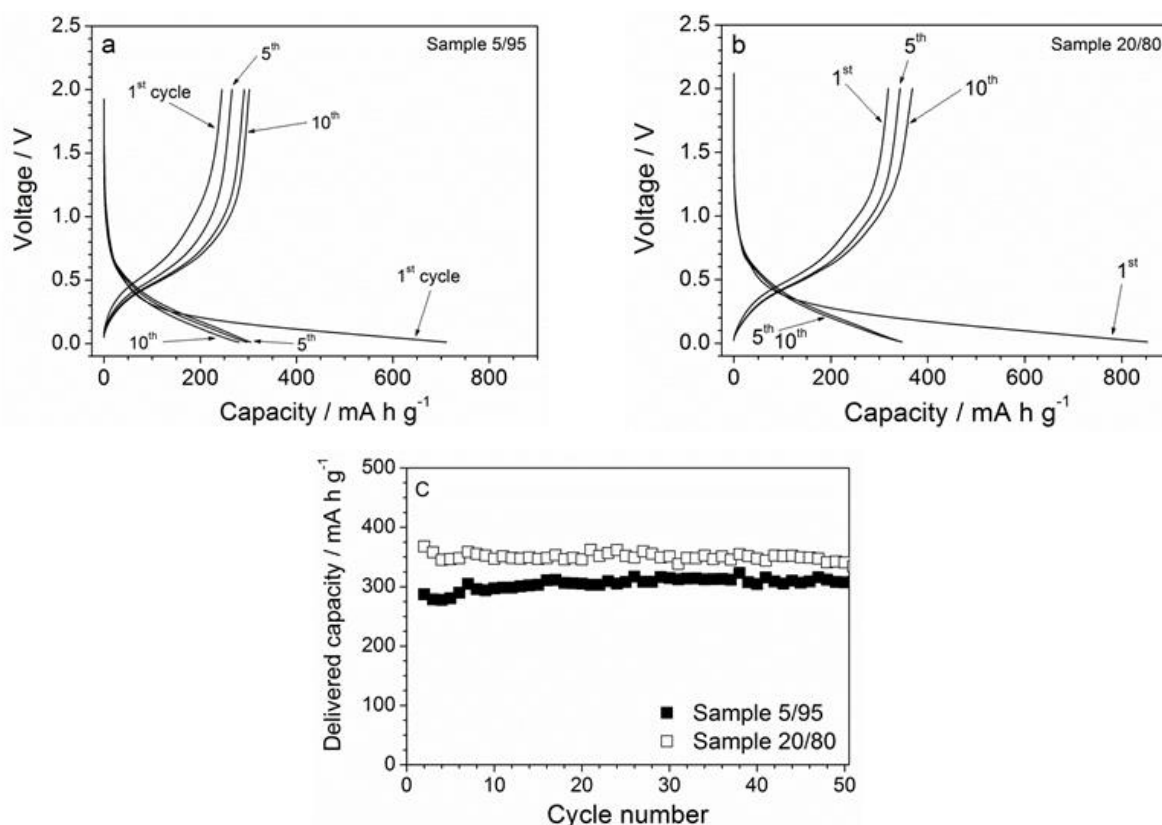 a
Sample 5/95
2.5
2.0
1.5
1.0
0.5
0.0
Voltage / V
1st cycle
5th
10th
1st cycle
10th
5th
0 200 400 600 800
Capacity / mA h g-1
b
Sample 20/80
2.5
2.0
1.5
1.0
0.5
0.0
Voltage / V
1st
5th
10th
1st
5th
10th
0 200 400 600 800
Capacity / mA h g-1
C
500
400
300
200
100
0
Delivered capacity / mA h g-1
Sample 5/95
Sample 20/80
0 10 20 30 40 50
Cycle number